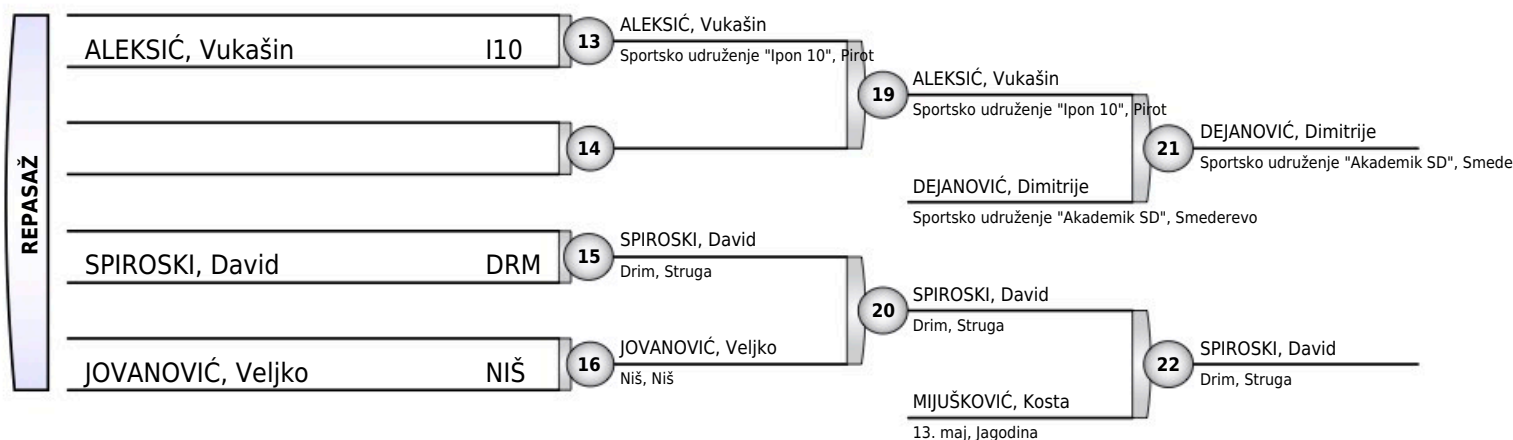 REPASAŽ
ALEKSIĆ, Vukašin I10
13
ALEKSIĆ, Vukašin
Sportsko udruženje "Ipon 10", Pirot
14
19
ALEKSIĆ, Vukašin
Sportsko udruženje "Ipon 10", Pirot
DEJANOVIĆ, Dimitrije
Sportsko udruženje "Akademik SD", Smederevo
21
DEJANOVIĆ, Dimitrije
Sportsko udruženje "Akademik SD", Smede
SPIROSKI, David DRM
15
SPIROSKI, David
Drim, Struga
JOVANOVIĆ, Veljko NIŠ
16
JOVANOVIĆ, Veljko
Niš, Niš
20
SPIROSKI, David
Drim, Struga
MIJUŠKOVIĆ, Kosta
13. maj, Jagodina
22
SPIROSKI, David
Drim, Struga